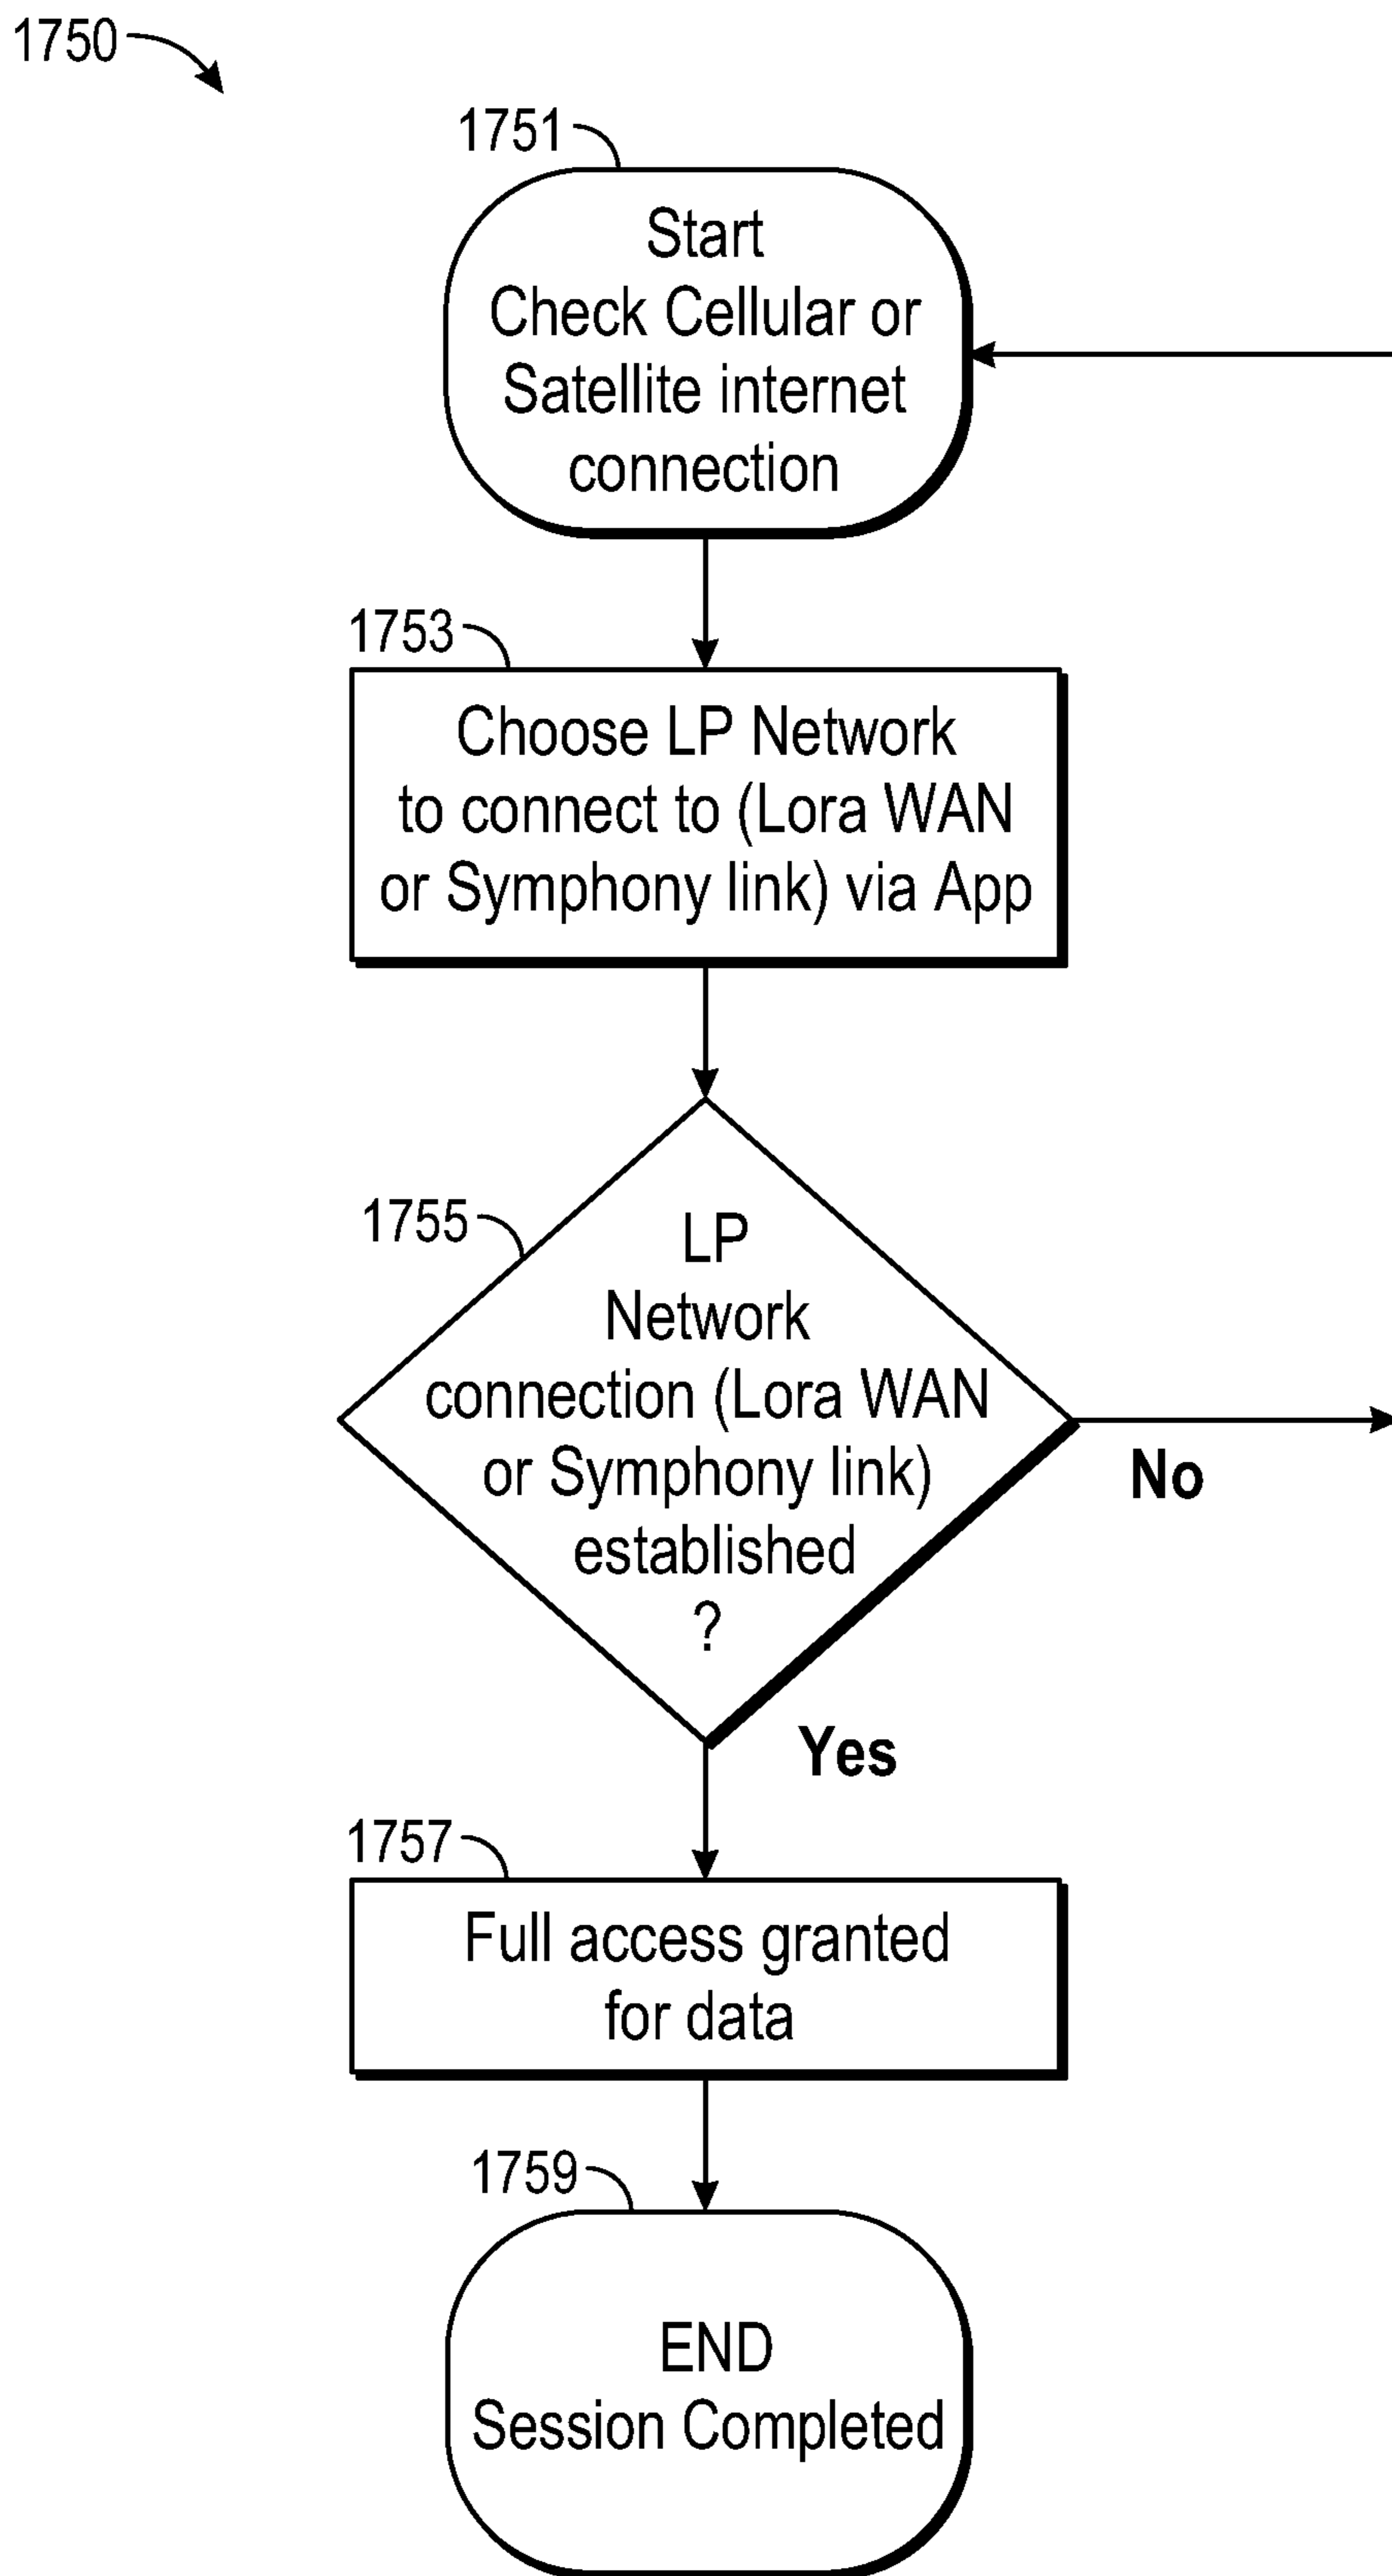 1750
1751
Start
Check Cellular or
Satellite internet
connection
1753
Choose LP Network
to connect to (Lora WAN
or Symphony link) via App
1755
LP
Network
connection (Lora WAN
or Symphony link)
established
?
No
Yes
1757
Full access granted
for data
1759
END
Session Completed